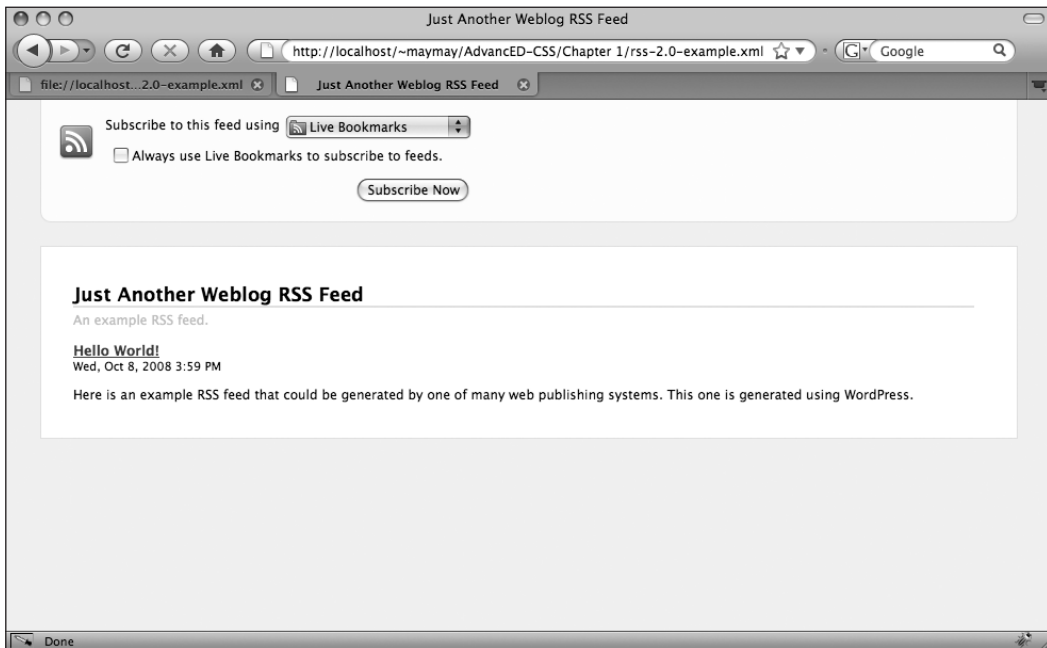 Just Another Weblog RSS Feed
http://localhost/~maymay/AdvancED-CSS/Chapter 1/rss-2.0-example.xml
G Google
file://localhost...2.0-example.xml
Just Another Weblog RSS Feed
Subscribe to this feed using Live Bookmarks
Always use Live Bookmarks to subscribe to feeds.
Subscribe Now
Just Another Weblog RSS Feed
An example RSS feed.
Hello World!
Wed, Oct 8, 2008 3:59 PM
Here is an example RSS feed that could be generated by one of many web publishing systems. This one is generated using WordPress.
Done